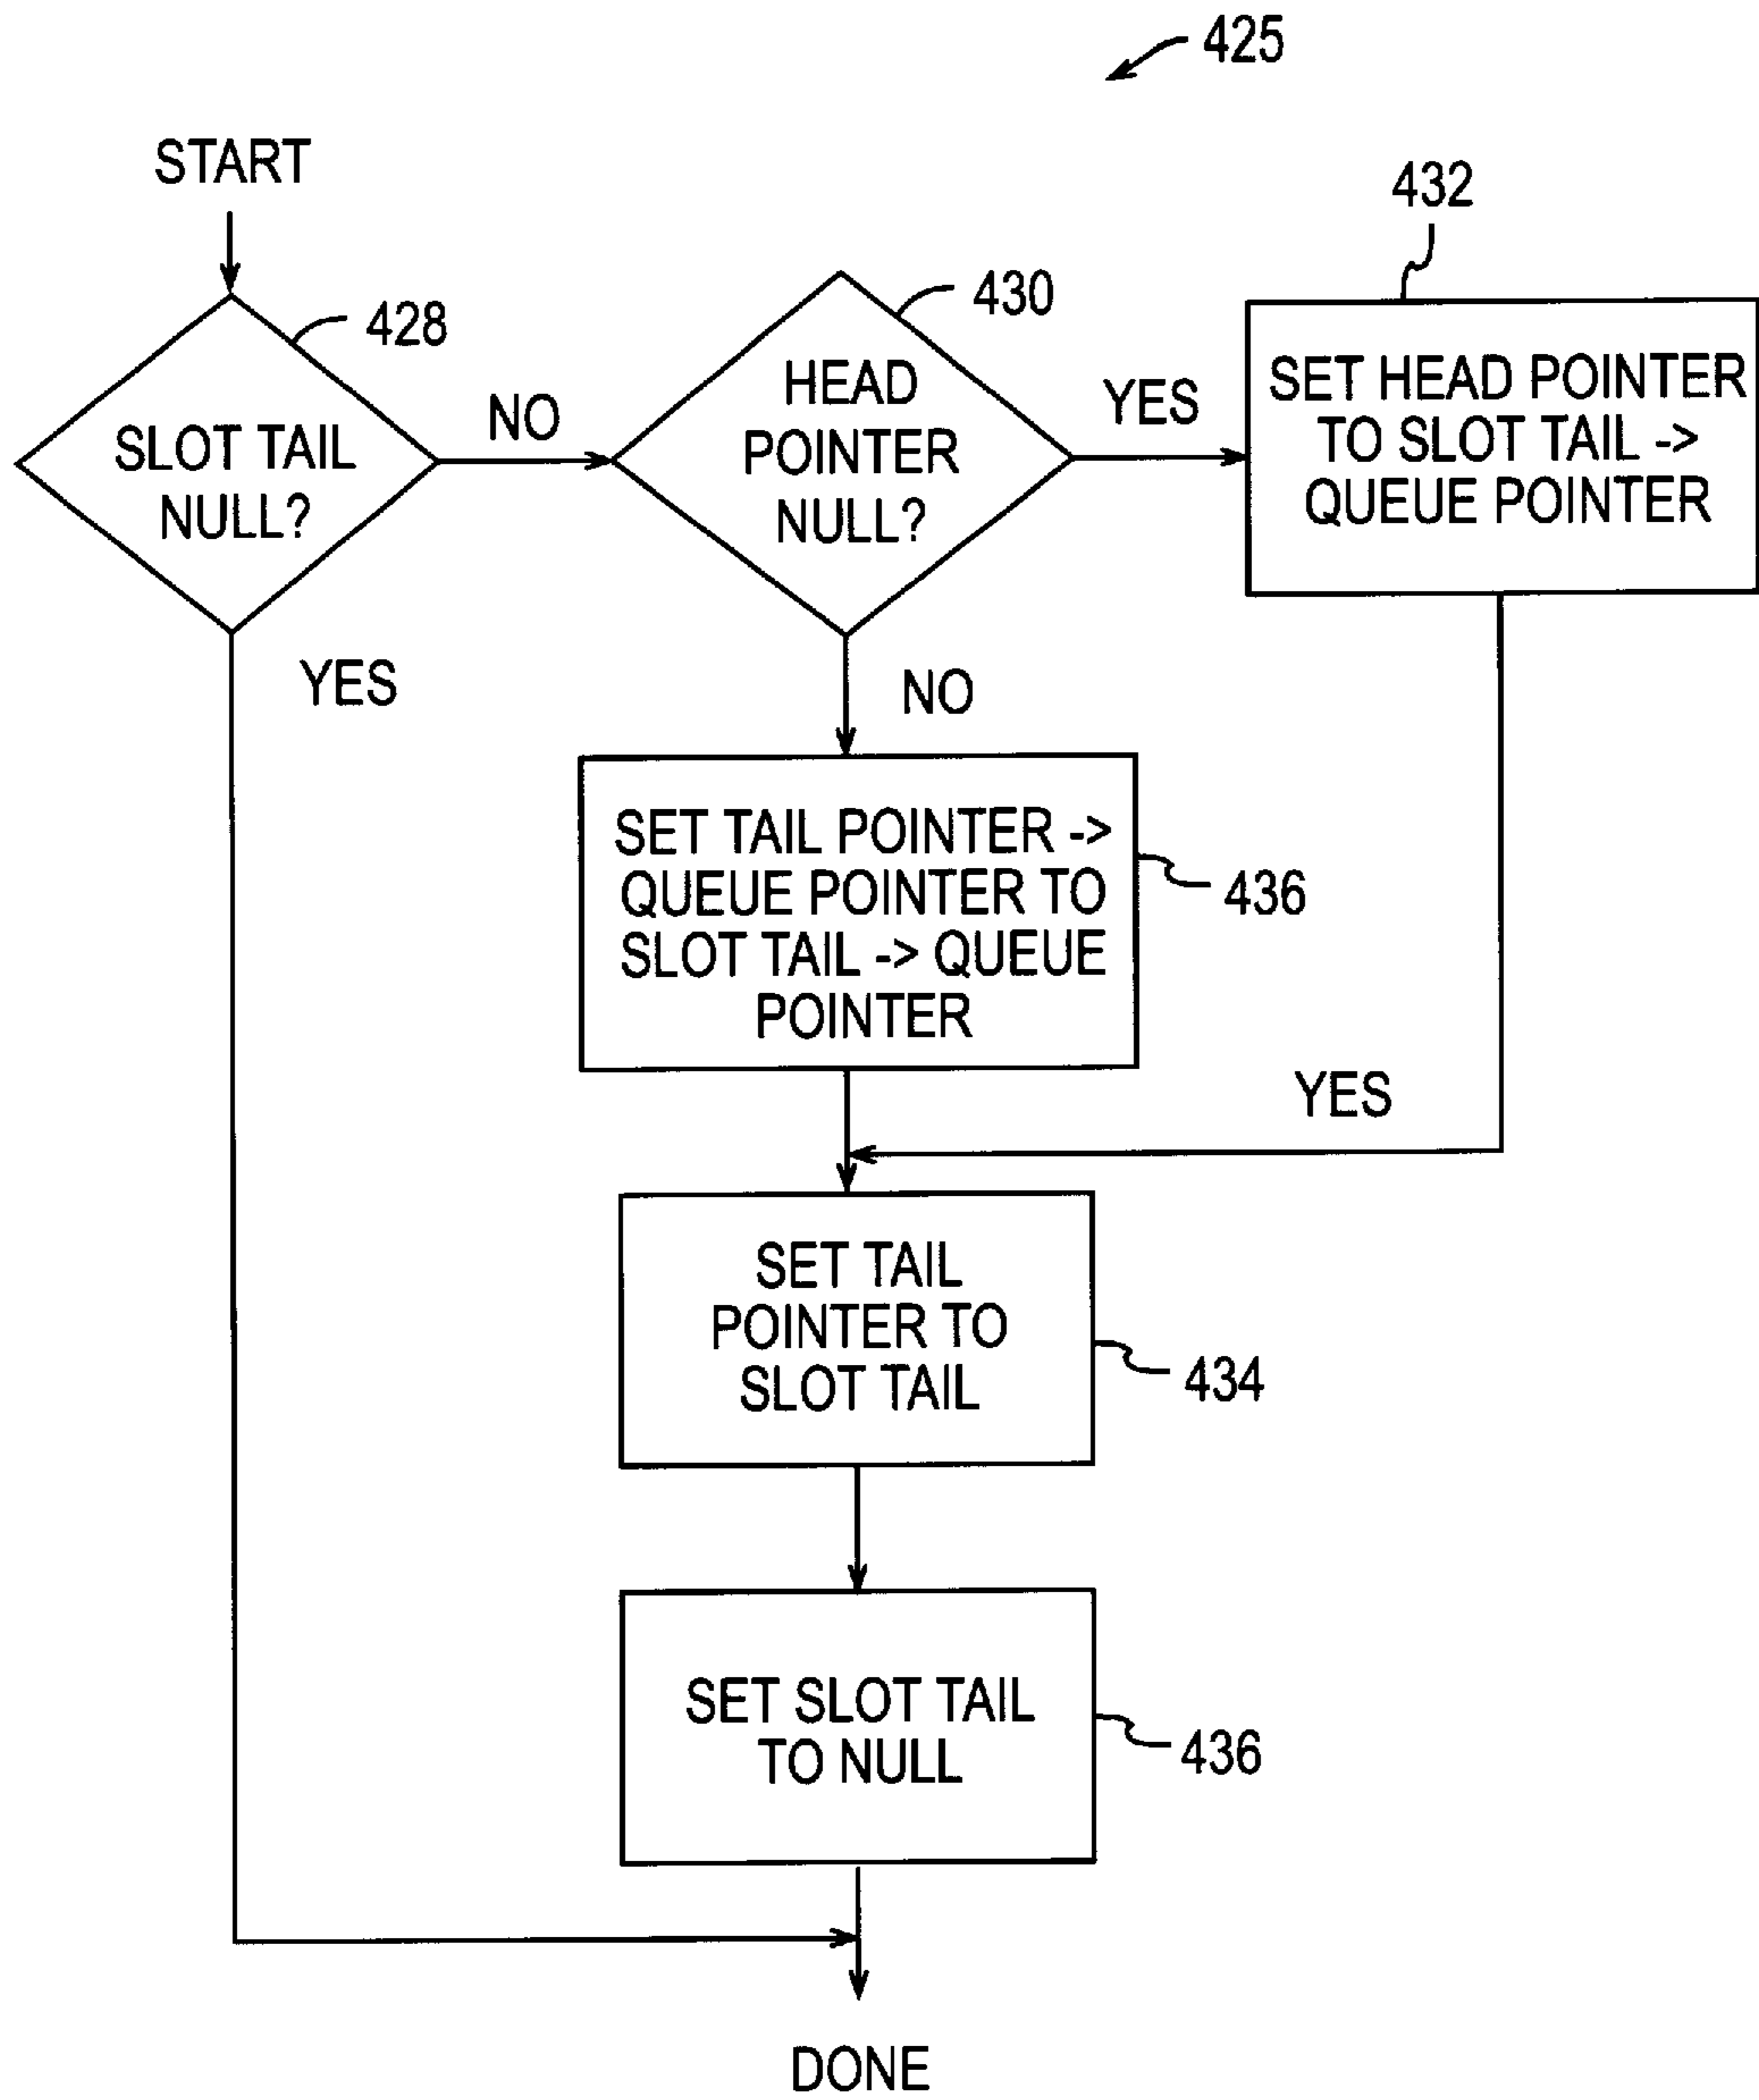 425
START
432
430
428
HEAD
POINTER
NULL?
SLOT TAIL
NULL?
NO
YES
SET HEAD POINTER
TO SLOT TAIL ->
QUEUE POINTER
YES
NO
SET TAIL POINTER ->
QUEUE POINTER TO
SLOT TAIL -> QUEUE
POINTER
436
YES
SET TAIL
POINTER TO
SLOT TAIL
434
SET SLOT TAIL
TO NULL
436
DONE